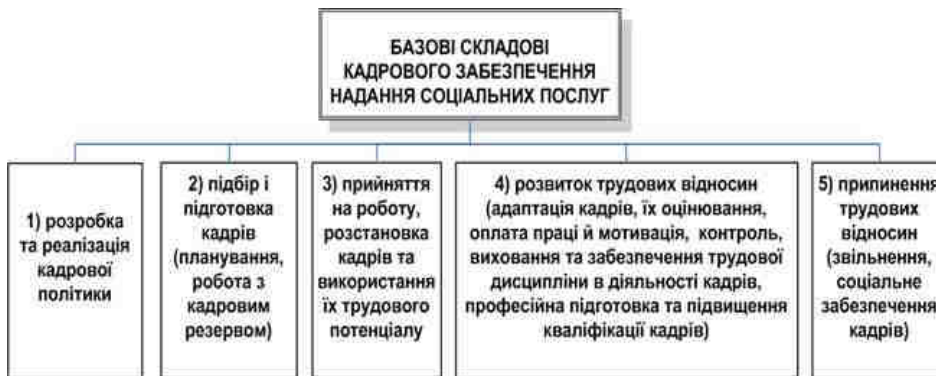 БАЗОВІ СКЛАДОВІ
КАДРОВОГО ЗАБЕЗПЕЧЕННЯ
НАДАННЯ СОЦІАЛЬНИХ ПОСЛУГ
1) розробка
та реалізація
кадрової
політики
2) підбір і
підготовка
кадрів
(планування,
робота з
кадровим
резервом)
3) прийняття
на роботу,
розстановка
кадрів та
використання
їх трудового
потенціалу
4) розвиток трудових відносин
(адаптація кадрів, їх оцінювання,
оплата праці й мотивація, контроль,
виховання та забезпечення трудової
дисципліни в діяльності кадрів,
професійна підготовка та підвищення
кваліфікації кадрів)
5) припинення
трудових
відносин
(звільнення,
соціальне
забезпечення
кадрів)